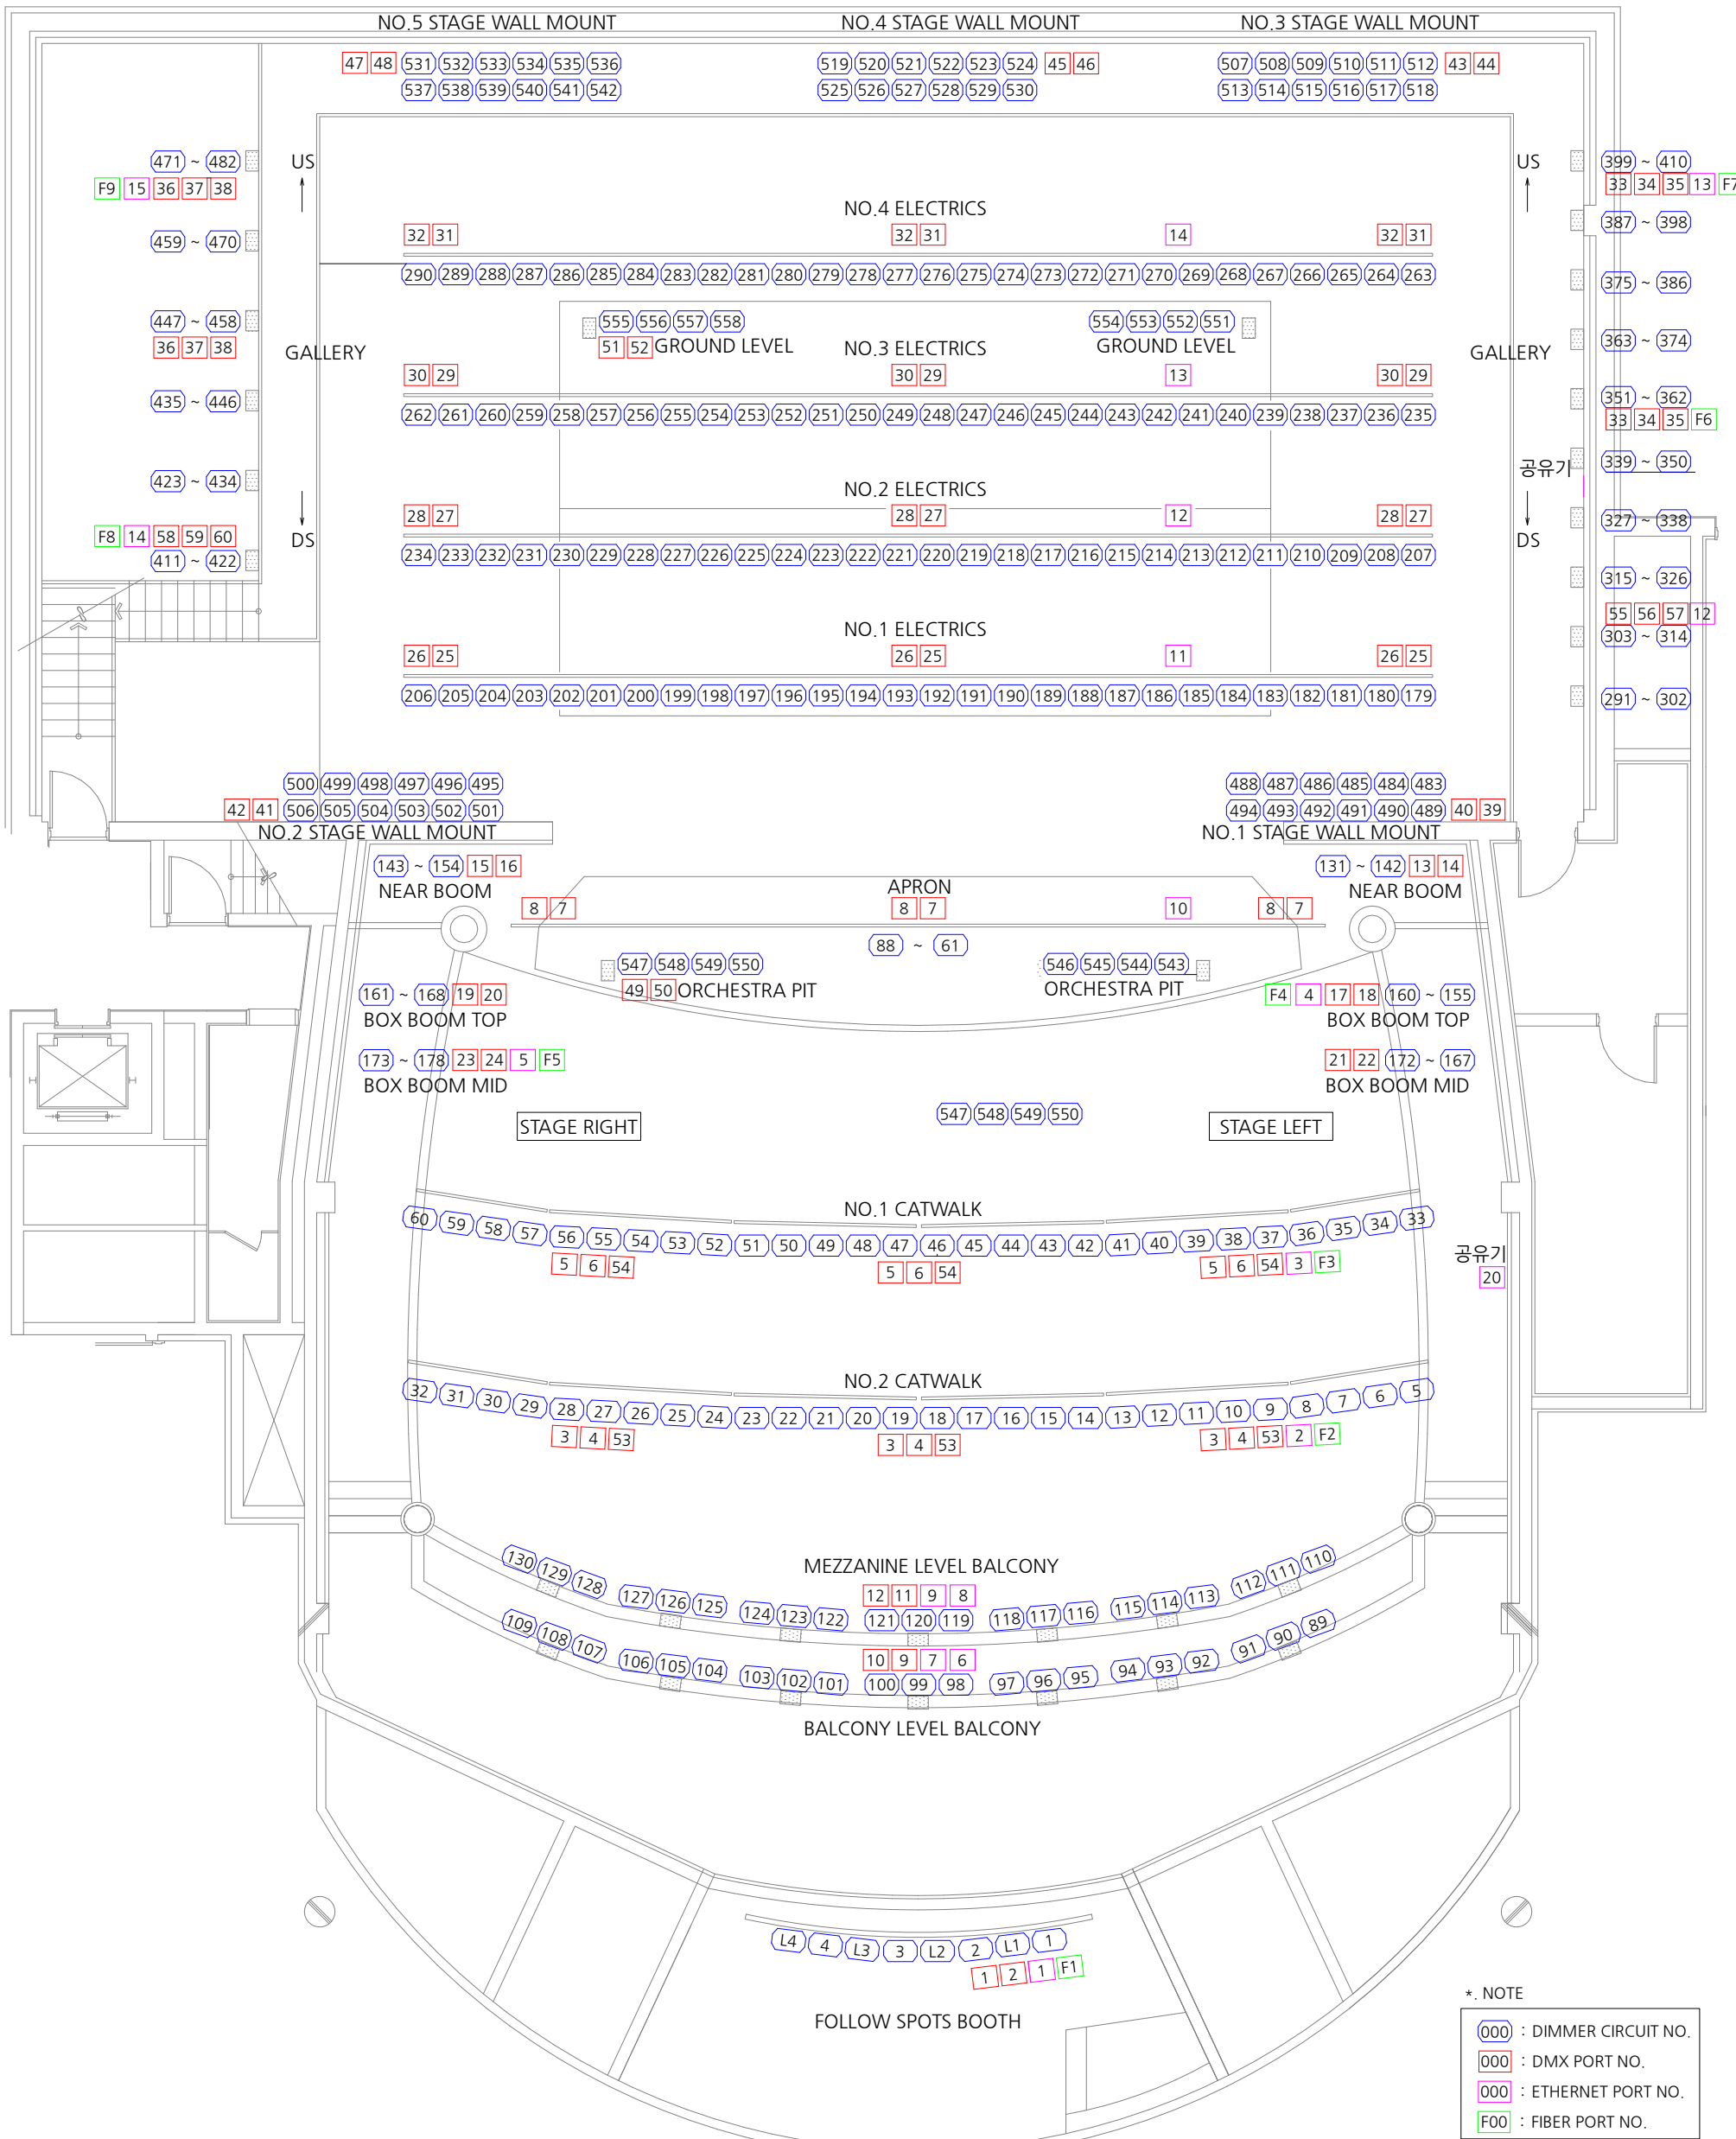 NO.5 STAGE WALL MOUNT NO.4 STAGE WALL MOUNT NO.3 STAGE WALL MOUNT
47 48 531 532 533 534 535 536 519 520 521 522 523 524 45 46 507 508 509 510 511 512 43 44
537 538 539 540 541 542 525 526 527 528 529 530 513 514 515 516 517 518
471 ~ 482 US US 399 ~ 410
F9 15 36 37 38 33 34 35 13 F7
NO.4 ELECTRICS 387 ~ 398
459 ~ 470 32 31 32 31 14 32 31
290 289 288 287 286 285 284 283 282 281 280 279 278 277 276 275 274 273 272 271 270 269 268 267 266 265 264 263 375 ~ 386
447 ~ 458 555 556 557 558 554 553 552 551
36 37 38 51 52 GROUND LEVEL NO.3 ELECTRICS GROUND LEVEL 363 ~ 374
GALLERY GALLERY
30 29 30 29 13 30 29
435 ~ 446 351 ~ 362
262 261 260 259 258 257 256 255 254 253 252 251 250 249 248 247 246 245 244 243 242 241 240 239 238 237 236 235 33 34 35 F6
공유기 339 ~ 350
423 ~ 434 NO.2 ELECTRICS
28 27 28 27 12 28 27 327 ~ 338
F8 14 58 59 60 DS DS
411 ~ 422 234 233 232 231 230 229 228 227 226 225 224 223 222 221 220 219 218 217 216 215 214 213 212 211 210 209 208 207
315 ~ 326
55 56 57 12
NO.1 ELECTRICS 303 ~ 314
26 25 26 25 11 26 25
206 205 204 203 202 201 200 199 198 197 196 195 194 193 192 191 190 189 188 187 186 185 184 183 182 181 180 179 291 ~ 302
500 499 498 497 496 495 488 487 486 485 484 483
42 41 506 505 504 503 502 501 494 493 492 491 490 489 40 39
NO.2 STAGE WALL MOUNT NO.1 STAGE WALL MOUNT
143 ~ 154 15 16 131 ~ 142 13 14
NEAR BOOM APRON NEAR BOOM
8 7 8 7 10 8 7
88 ~ 61
547 548 549 550 546 545 544 543
49 50 ORCHESTRA PIT ORCHESTRA PIT
161 ~ 168 19 20 F4 4 17 18 160 ~ 155
BOX BOOM TOP BOX BOOM TOP
173 ~ 178 23 24 5 F5 21 22 172 ~ 167
BOX BOOM MID BOX BOOM MID
547 548 549 550
STAGE RIGHT STAGE LEFT
NO.1 CATWALK
60 59 58 57 56 55 54 53 52 51 50 49 48 47 46 45 44 43 42 41 40 39 38 37 36 35 34 33
5 6 54 5 6 54 5 6 54 3 F3
공유기
20
NO.2 CATWALK
32 31 30 29 28 27 26 25 24 23 22 21 20 19 18 17 16 15 14 13 12 11 10 9 8 7 6 5
3 4 53 3 4 53 3 4 53 2 F2
MEZZANINE LEVEL BALCONY
12 11 9 8
130 129 128 127 126 125 124 123 122 121 120 119 118 117 116 115 114 113 112 111 110
10 9 7 6
109 108 107 106 105 104 103 102 101 100 99 98 97 96 95 94 93 92 91 90 89
BALCONY LEVEL BALCONY
L4 4 L3 3 L2 2 L1 1
1 2 1 F1
FOLLOW SPOTS BOOTH
*. NOTE
000 : DIMMER CIRCUIT NO.
000 : DMX PORT NO.
000 : ETHERNET PORT NO.
F00 : FIBER PORT NO.